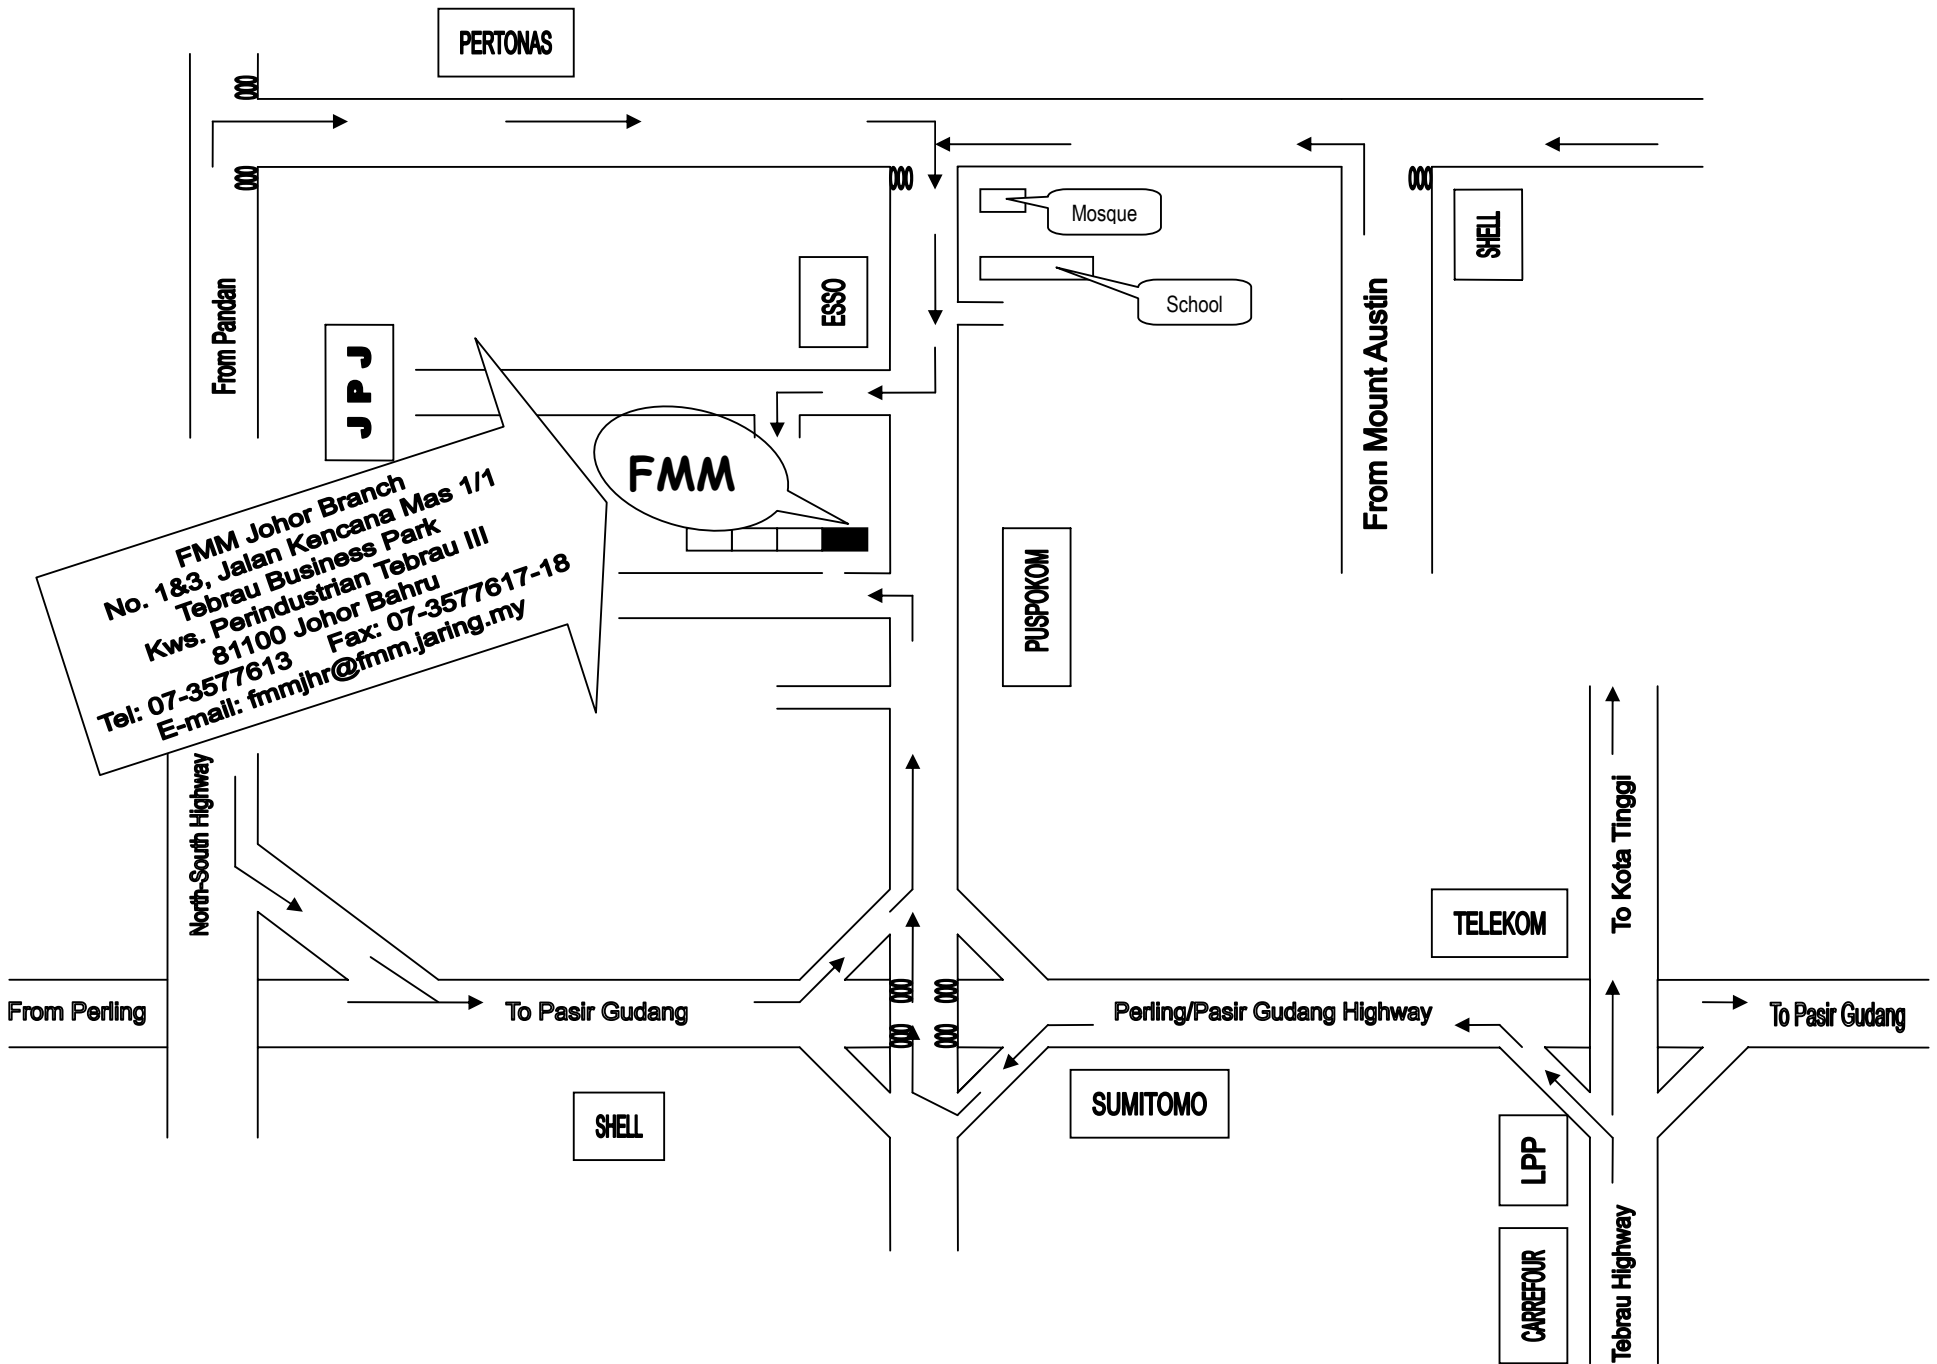 PERTONAS
Mosque
SHELL
School
ESSO
From Pandan
J P J
From Mount Austin
FMM
FMM Johor Branch
No. 1&3, Jalan Kencana Mas 1/1
Tebrau Business Park
Kws. Perindustrian Tebrau III
81100 Johor Bahru
Tel: 07-3577613 Fax: 07-3577617-18
E-mail: fmmjhr@fmm.jaring.my
PUSPOKOM
North-South Highway
To Kota Tinggi
TELEKOM
From Perling
To Pasir Gudang
Perling/Pasir Gudang Highway
To Pasir Gudang
SHELL
SUMITOMO
LPP
CARREFOUR
Tebrau Highway